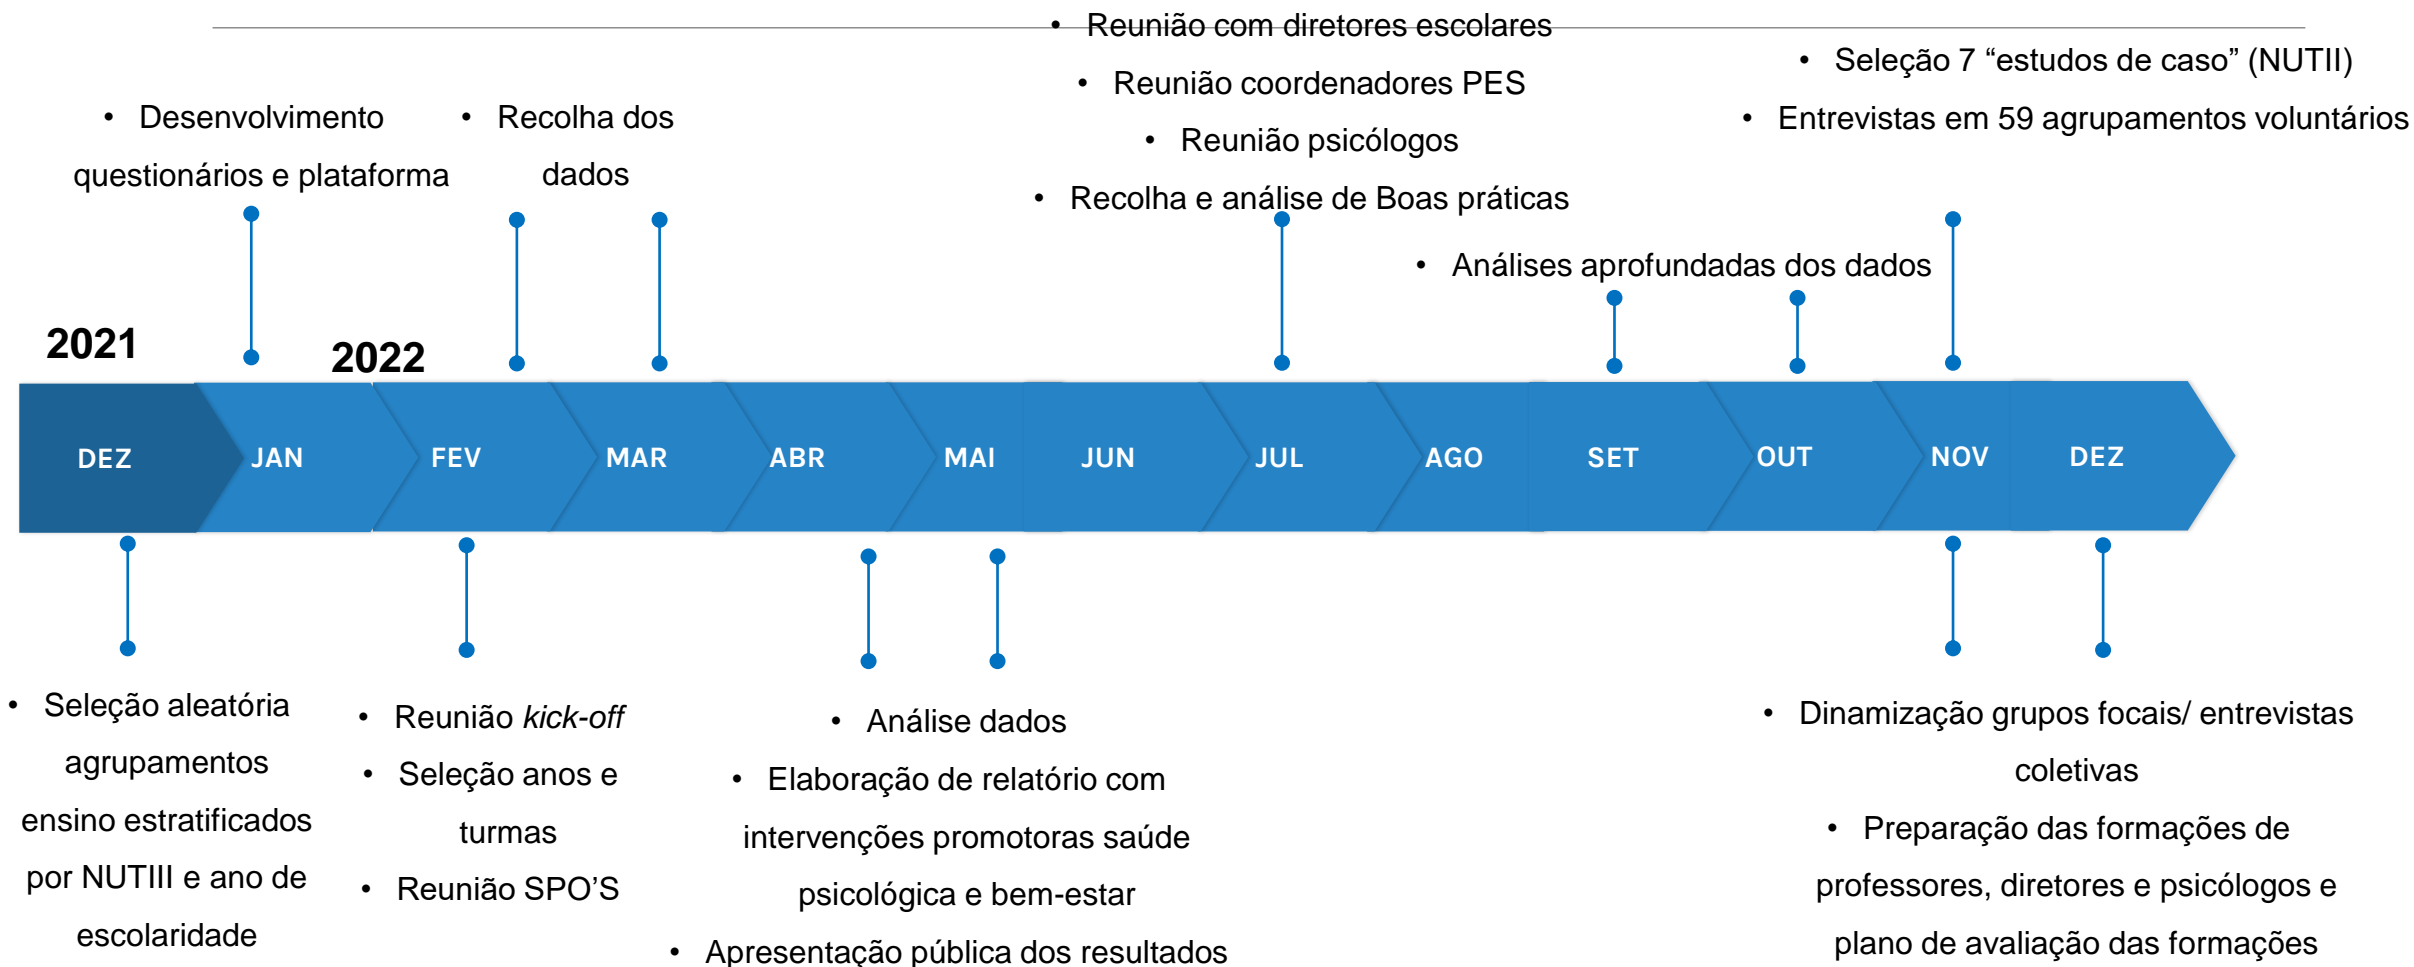 • Reunião com diretores escolares
• Reunião coordenadores PES
• Reunião psicólogos
• Recolha e análise de Boas práticas
• Seleção 7 “estudos de caso” (NUTII)
• Entrevistas em 59 agrupamentos voluntários
• Desenvolvimento
questionários e plataforma
• Recolha dos
dados
• Análises aprofundadas dos dados
2021
2022
DEZ
JAN
FEV
MAR
ABR
MAI
JUN
JUL
AGO
SET
OUT
NOV
DEZ
• Seleção aleatória
agrupamentos
ensino estratificados
por NUTIII e ano de
escolaridade
• Reunião kick-off
• Seleção anos e
turmas
• Reunião SPO’S
• Análise dados
• Elaboração de relatório com
intervenções promotoras saúde
psicológica e bem-estar
• Apresentação pública dos resultados
• Dinamização grupos focais/ entrevistas
coletivas
• Preparação das formações de
professores, diretores e psicólogos e
plano de avaliação das formações